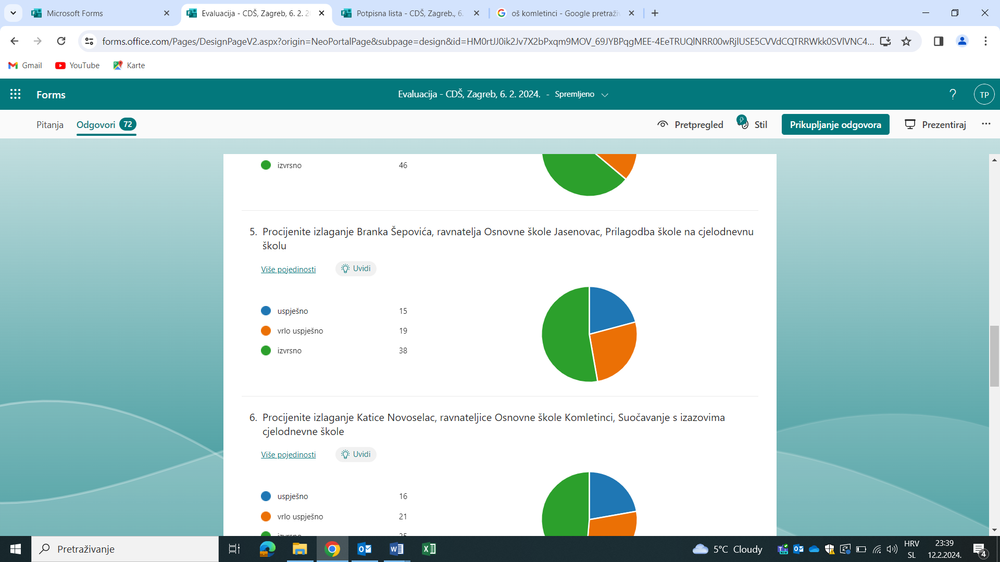 Microsoft Forms
Evaluacija - CDŠ, Zagreb, 6. 2. 2
Potpisna lista - CDŠ, Zagreb., 6.
oš komletinci - Google pretraži
forms.office.com/Pages/DesignPageV2.aspx?origin=NeoPortalPage&subpage=design&id=HM0rtJJ0ik2Jv7X2bPxqm9MOV_69JYBPqgMEE-4EeTRUQlNRR00wRjlUSE5CVVdCQTRRWkk0SVlVNC4...
Gmail
YouTube
Karte
Forms
Evaluacija - CDŠ, Zagreb, 6. 2. 2024. - Spremljeno
?
TP
Pitanja
Odgovori 72
Pretpregled
Stil
Prikupljanje odgovora
Prezentiraj
izvrsno 46
5. Procijenite izlaganje Branka Šepovića, ravnatelja Osnovne škole Jasenovac, Prilagodba škole na cjelodnevnu
školu
Više pojedinosti
Uvidi
uspješno 15
vrlo uspješno 19
izvrsno 38
6. Procijenite izlaganje Katice Novoselac, ravnateljice Osnovne škole Komletinci, Suočavanje s izazovima
cjelodnevne škole
Više pojedinosti
Uvidi
uspješno 16
vrlo uspješno 21
izvrsno 35
Pretraživanje
5°C Cloudy
HRV
SL
23:39
12.2.2024.
4